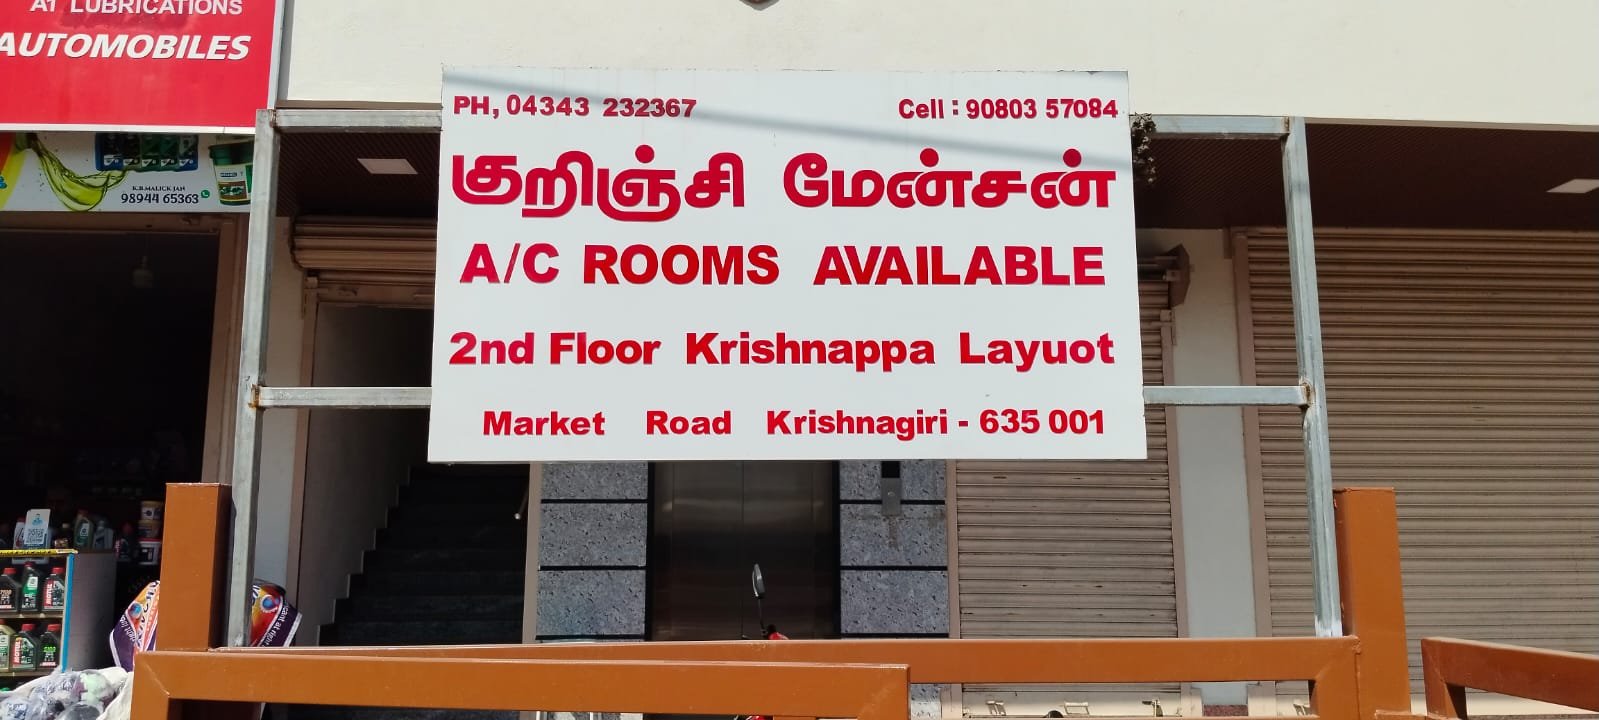 A1 LUBRICATIONS
AUTOMOBILES
K.B.MALICK JAN
98944 65363
PH, 04343 232367 Cell : 90803 57084
குறிஞ்சி மேன்சன்
A/C ROOMS AVAILABLE
2nd Floor Krishnappa Layuot
Market Road Krishnagiri - 635 001
MOTUL